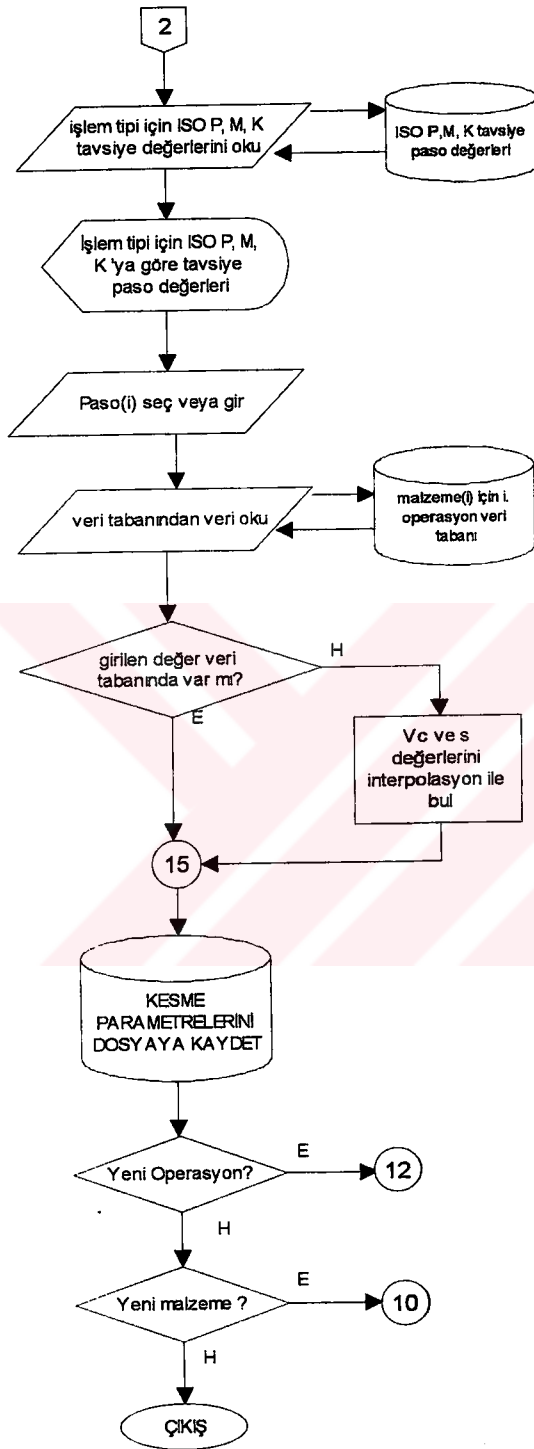 2
işlem tipi için ISO P, M, K
tavsiye değerlerini oku
ISO P,M, K tavsiye
paso değerleri
İşlem tipi için ISO P, M,
K 'ya göre tavsiye
paso değerleri
Paso(i) seç veya gir
veri tabanından veri oku
malzeme(i) için i.
operasyon veri
tabanı
girilen değer veri
tabanında var mı?
H
E
Vc ve s
değerlerini
interpolasyon ile
bul
15
KESME
PARAMETRELERİNİ
DOSYAYA KAYDET
Yeni Operasyon?
E
12
H
Yeni malzeme ?
E
10
H
ÇIKIŞ